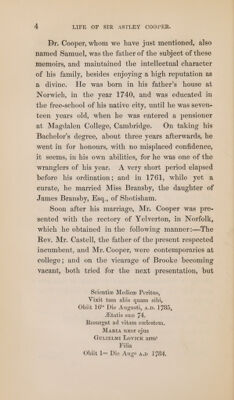 4 LIFE OF SIR ASTLEY COOPER.
Dr. Cooper, whom we have just mentioned, also
named Samuel, was the father of the subject of these
memoirs, and maintained the intellectual character
of his family, besides enjoying a high reputation as
a divine. He was born in his father's house at
Norwich, in the year 1740, and was educated in
the free-school of his native city, until he was seven-
teen years old, when he was entered a pensioner
at Magdalen College, Cambridge. On taking his
Bachelor's degree, about three years afterwards, he
went in for honours, with no misplaced confidence,
it seems, in his own abilities, for he was one of the
wranglers of his year. A very short period elapsed
before his ordination; and in 1761, while yet a
curate, he married Miss Bransby, the daughter of
James Bransby, Esq., of Shotisham.
Soon after his marriage, Mr. Cooper was pre-
sented with the rectory of Yelverton, in Norfolk,
which he obtained in the following manner:—The
Rev. Mr. Castell, the father of the present respected
incumbent, and Mr. Cooper, were contemporaries at
college; and on the vicarage of Brooke becoming
vacant, both tried for the next presentation, but
Scientiæ Medicæ Peritus,
Vixit tam aliis quam sibi,
Obiit 16° Die Augusti, A.D. 1785,
Ætatis suæ 74.
Resurgat ad vitam cœlestem.
MARIA uxor ejus
GULIELMI LOVICK
Filia
Obiit 1 Die Aug A.D 1784.